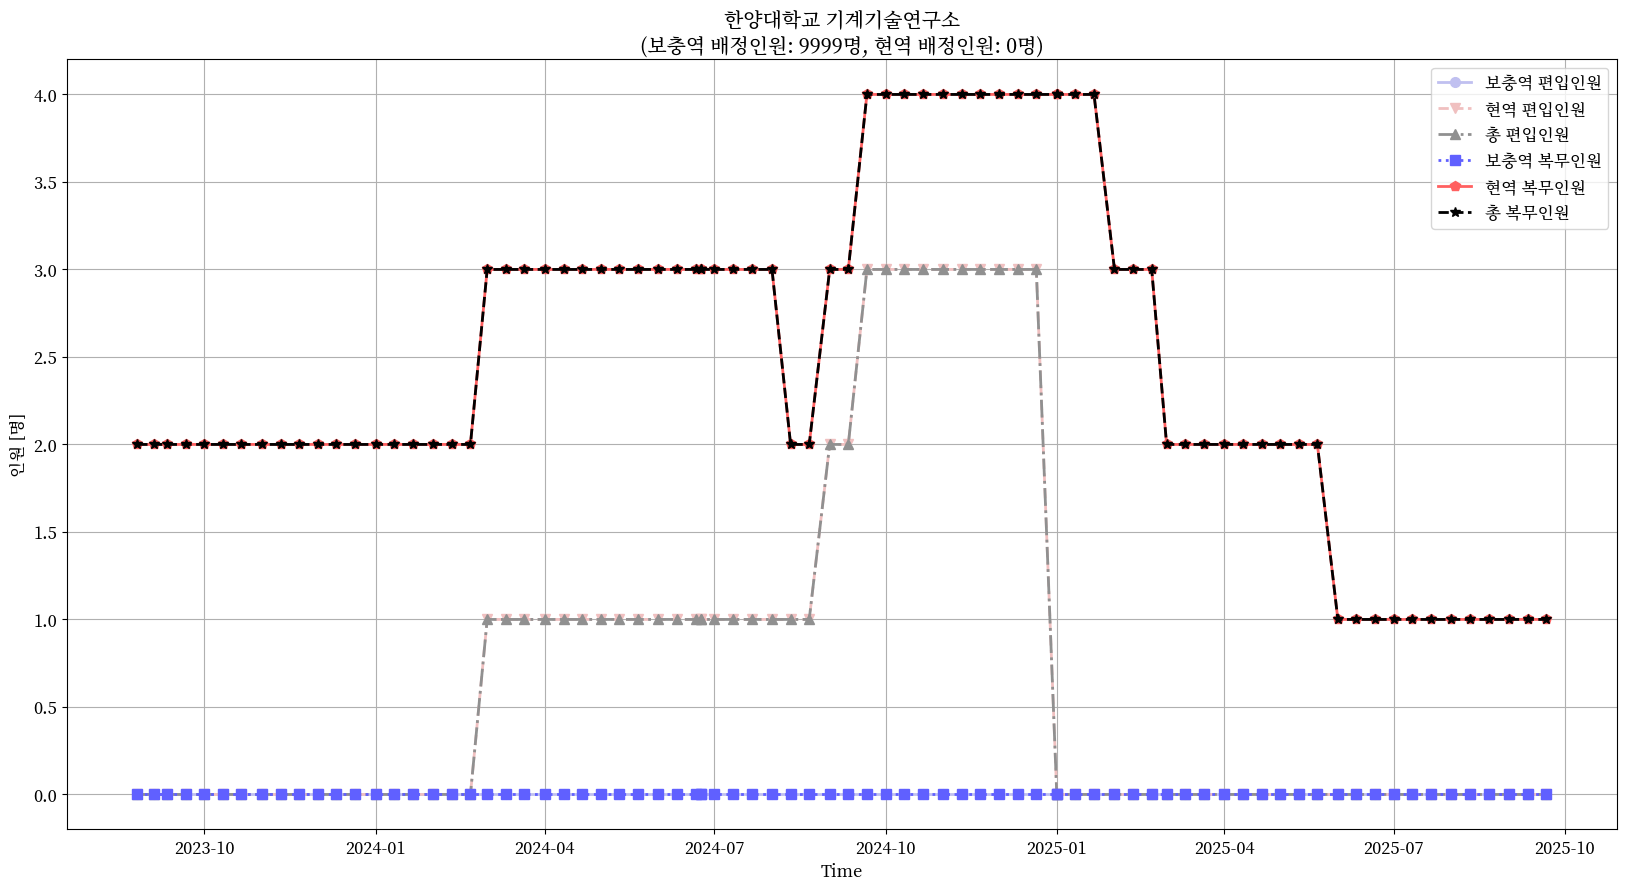 한양대학교 기계기술연구소
(보충역 배정인원: 9999명, 현역 배정인원: 0명)
보충역 편입인원
현역 편입인원
총 편입인원
보충역 복무인원
현역 복무인원
총 복무인원
인원 [명]
4.0
3.5
3.0
2.5
2.0
1.5
1.0
0.5
0.0
2023-10 2024-01 2024-04 2024-07 2024-10 2025-01 2025-04 2025-07 2025-10
Time